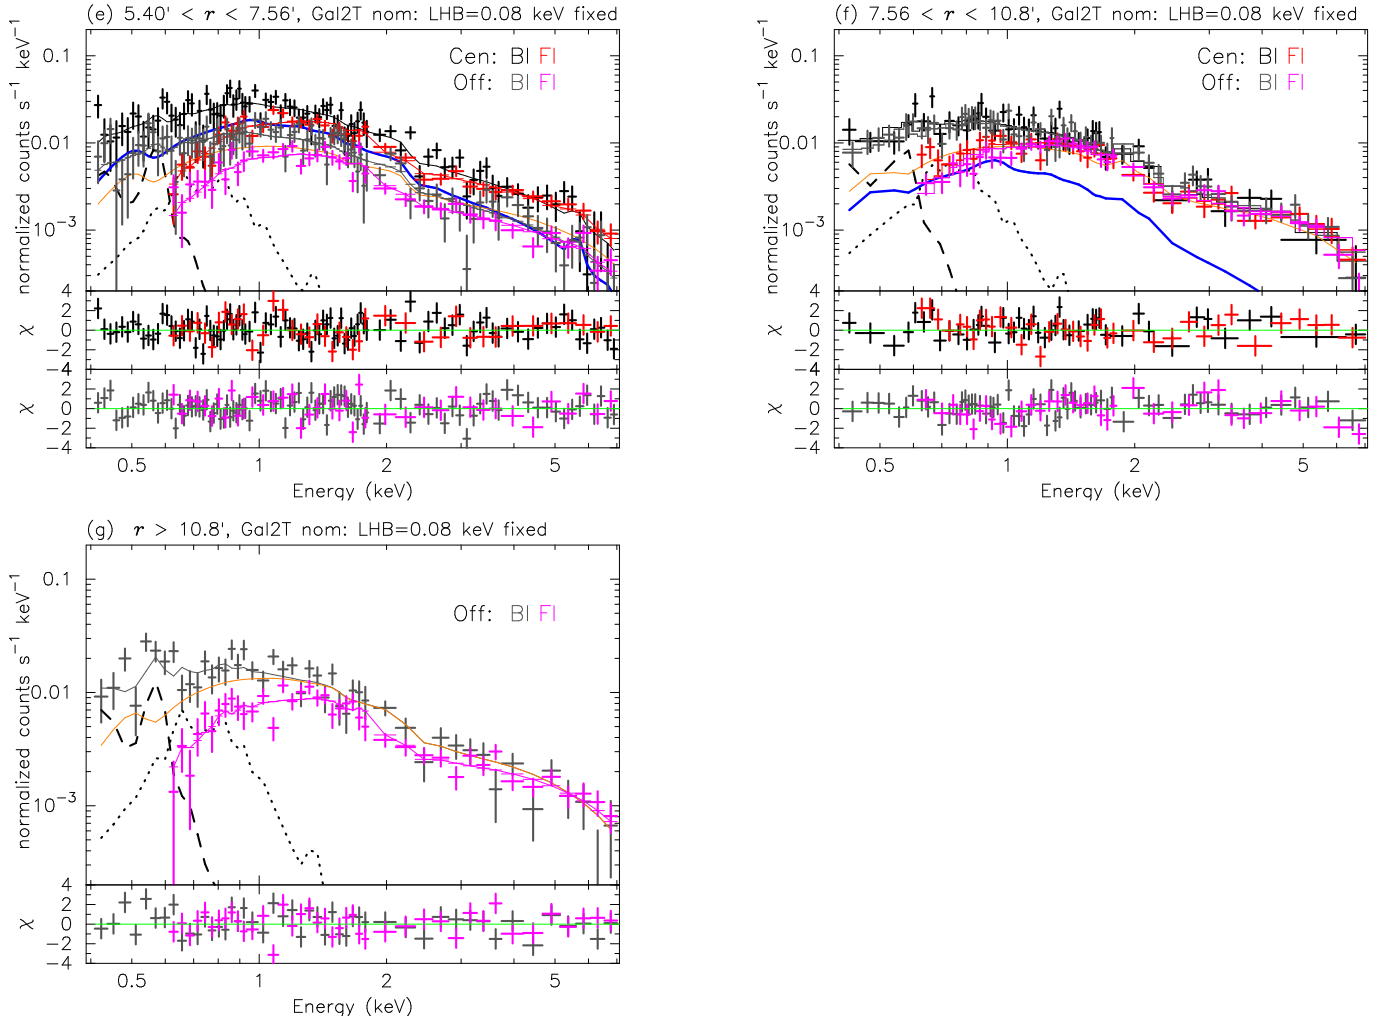 (e) 5.40' < r < 7.56', Gal2T nom: LHB=0.08 keV fixed
normalized counts s⁻¹ keV⁻¹
0.1
0.01
10⁻³
Cen: BI FI
Off: BI FI
4
2
0
−2
−4
χ
2
0
−2
−4
χ
0.5 1 2 5
Energy (keV)
(f) 7.56 < r < 10.8', Gal2T nom: LHB=0.08 keV fixed
normalized counts s⁻¹ keV⁻¹
0.1
0.01
10⁻³
Cen: BI FI
Off: BI FI
4
2
0
−2
−4
χ
2
0
−2
−4
χ
0.5 1 2 5
Energy (keV)
(g) r > 10.8', Gal2T nom: LHB=0.08 keV fixed
normalized counts s⁻¹ keV⁻¹
0.1
0.01
10⁻³
Off: BI FI
4
2
0
−2
−4
χ
0.5 1 2 5
Energy (keV)